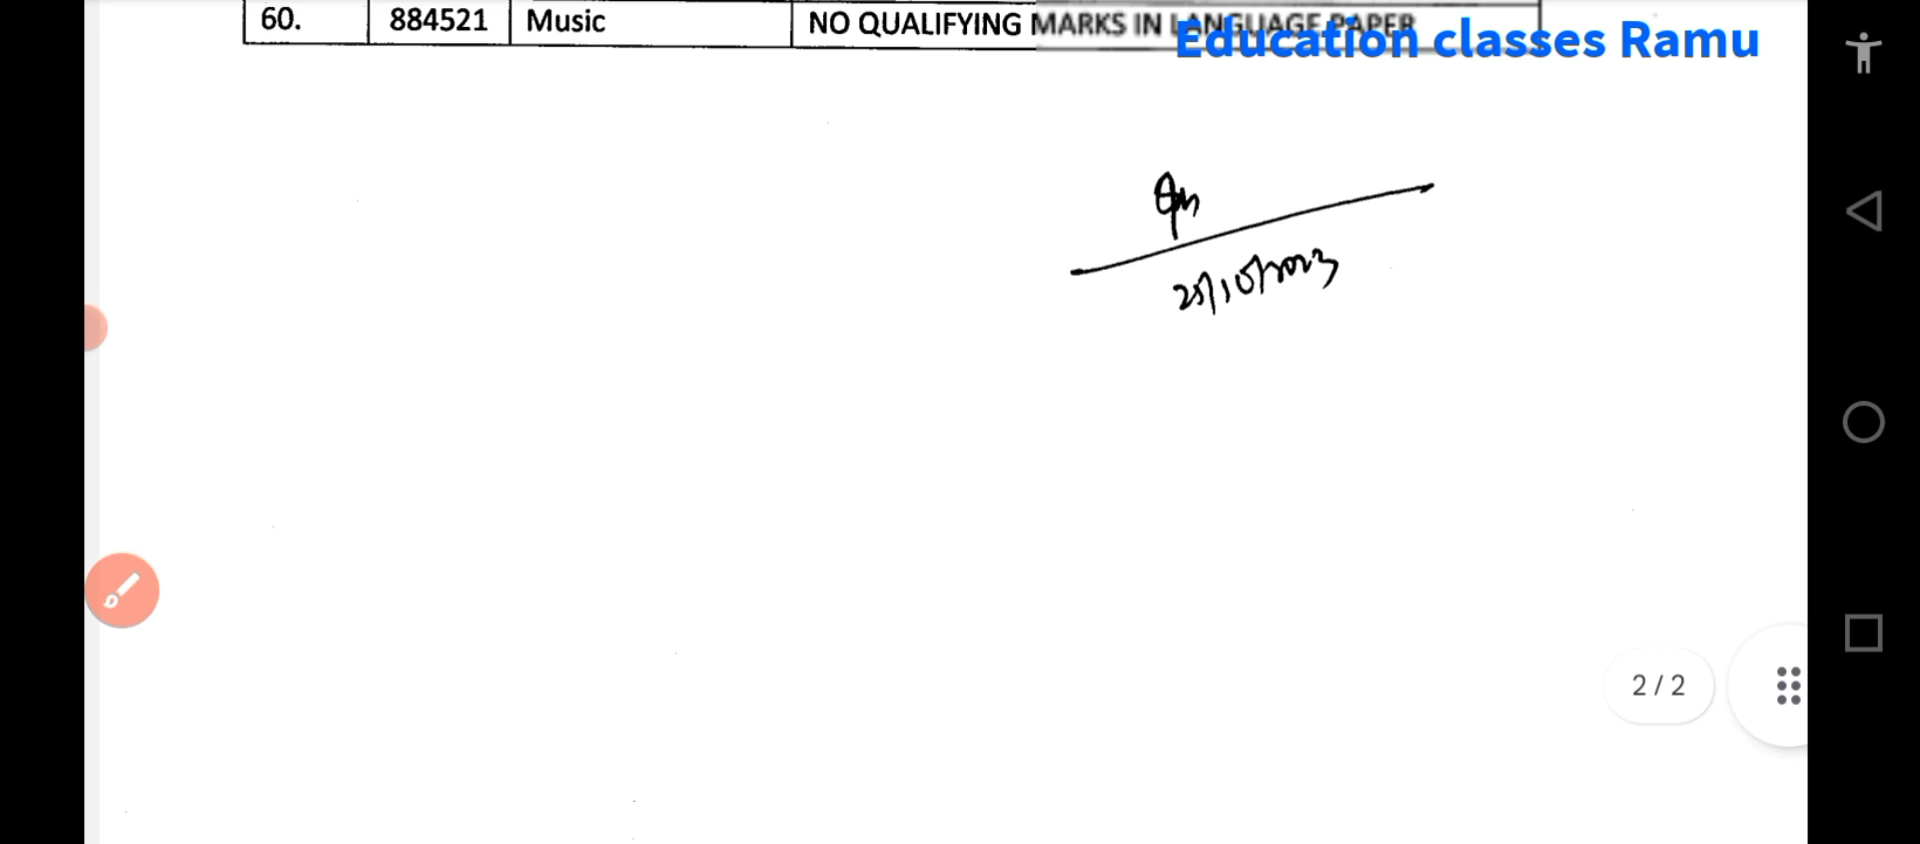 60. 884521 Music NO QUALIFYING MARKS IN LANGUAGE PAPER
Education classes Ramu
2/2